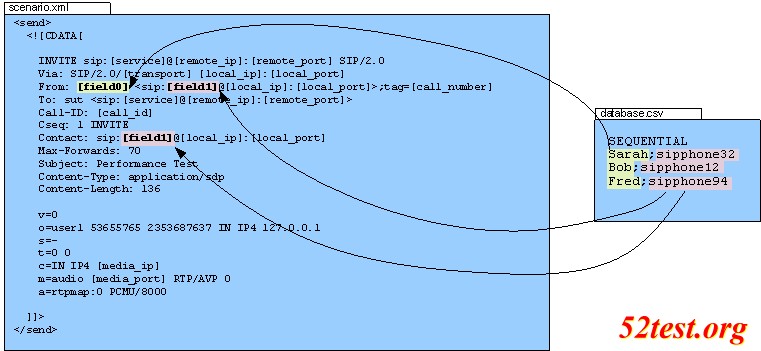 scenario.xml
<send>
<![CDATA[
INVITE sip:[service]@[remote_ip]:[remote_port] SIP/2.0
Via: SIP/2.0/[transport] [local_ip]:[local_port]
From: [field0] <sip:[field1]@[local_ip]:[local_port]>;tag=[call_number]
To: sut <sip:[service]@[remote_ip]:[remote_port]>
Call-ID: [call_id]
Cseq: 1 INVITE
Contact: sip:[field1]@[local_ip]:[local_port]
Max-Forwards: 70
Subject: Performance Test
Content-Type: application/sdp
Content-Length: 136
v=0
o=user1 53655765 2353687637 IN IP4 127.0.0.1
s=-
t=0 0
c=IN IP4 [media_ip]
m=audio [media_port] RTP/AVP 0
a=rtpmap:0 PCMU/8000
]]>
</send>
database.csv
SEQUENTIAL
Sarah;sipphone32
Bob;sipphone12
Fred;sipphone94
52test.org